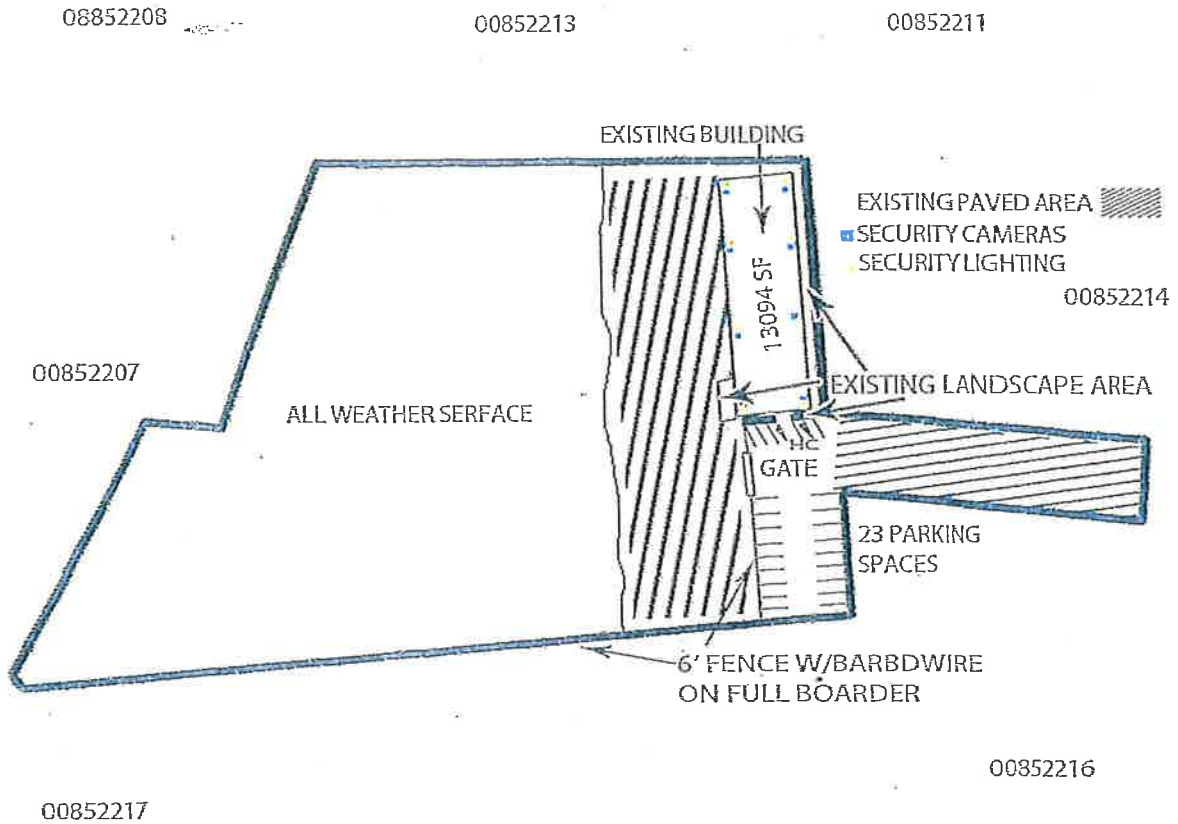 08852208
00852213
00852211
EXISTING BUILDING
EXISTING PAVED AREA
SECURITY CAMERAS
SECURITY LIGHTING
00852214
13094 SF
00852207
EXISTING LANDSCAPE AREA
ALL WEATHER SERFACE
HC
GATE
23 PARKING
SPACES
6' FENCE W/BARBDWIRE
ON FULL BOARDER
00852216
00852217